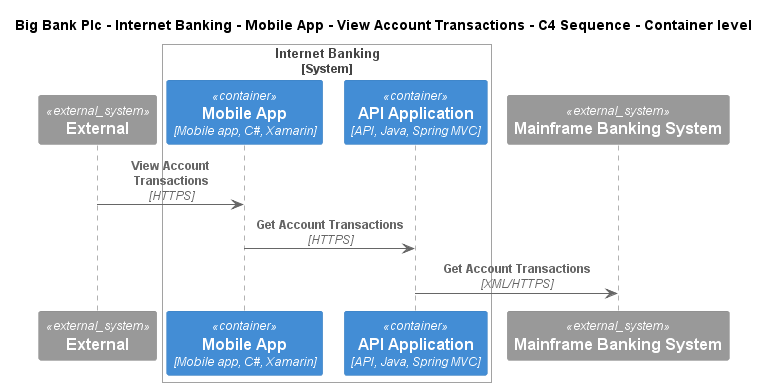 Big Bank Plc - Internet Banking - Mobile App - View Account Transactions - C4 Sequence - Container level
Internet Banking
[System]
«external_system»
External
«container»
Mobile App
[Mobile app, C#, Xamarin]
«container»
API Application
[API, Java, Spring MVC]
«external_system»
Mainframe Banking System
View Account
Transactions
[HTTPS]
Get Account Transactions
[HTTPS]
Get Account Transactions
[XML/HTTPS]
«external_system»
External
«container»
Mobile App
[Mobile app, C#, Xamarin]
«container»
API Application
[API, Java, Spring MVC]
«external_system»
Mainframe Banking System